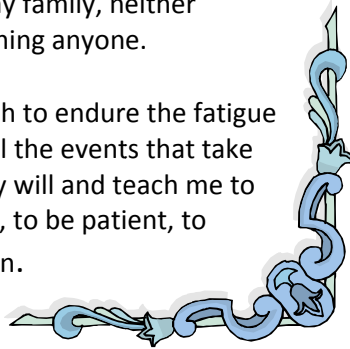 family, neither
anyone.
to endure the fatigue
the events that take
will and teach me to
, to be patient, to
.